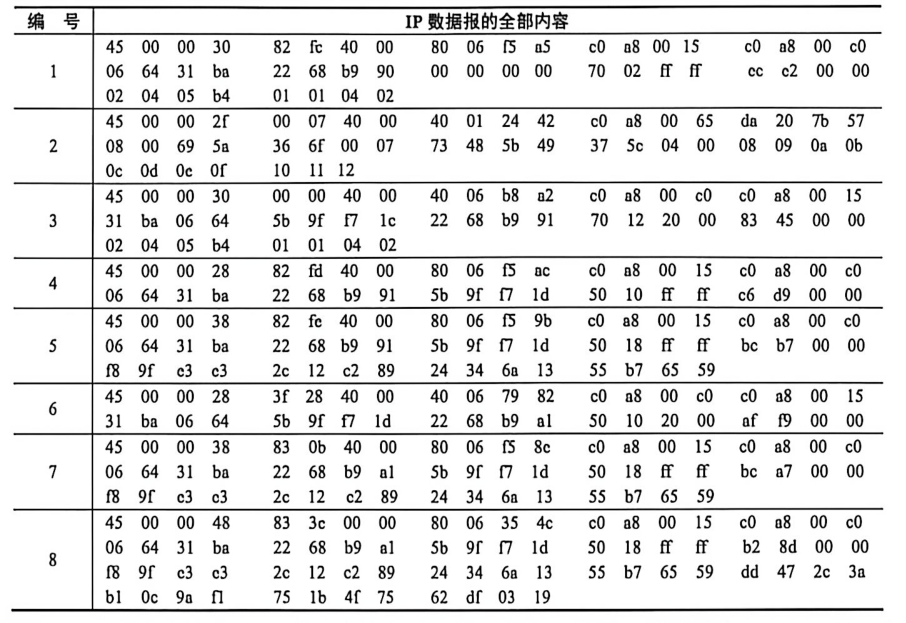 编 号 IP 数据报的全部内容
45 00 00 30 82 fc 40 00 80 06 f5 a5 c0 a8 00 15 c0 a8 00 c0
1 06 64 31 ba 22 68 b9 90 00 00 00 00 70 02 ff ff cc c2 00 00
02 04 05 b4 01 01 04 02
45 00 00 2f 00 07 40 00 40 01 24 42 c0 a8 00 65 da 20 7b 57
2 08 00 69 5a 36 6f 00 07 73 48 5b 49 37 5c 04 00 08 09 0a 0b
0c 0d 0e 0f 10 11 12
45 00 00 30 00 00 40 00 40 06 b8 a2 c0 a8 00 c0 c0 a8 00 15
3 31 ba 06 64 5b 9f f7 1c 22 68 b9 91 70 12 20 00 83 45 00 00
02 04 05 b4 01 01 04 02
45 00 00 28 82 fd 40 00 80 06 f5 ac c0 a8 00 15 c0 a8 00 c0
4 06 64 31 ba 22 68 b9 91 5b 9f f7 1d 50 10 ff ff c6 d9 00 00
45 00 00 38 82 fe 40 00 80 06 f5 9b c0 a8 00 15 c0 a8 00 c0
5 06 64 31 ba 22 68 b9 91 5b 9f f7 1d 50 18 ff ff bc b7 00 00
f8 9f c3 c3 2c 12 c2 89 24 34 6a 13 55 b7 65 59
45 00 00 28 3f 28 40 00 40 06 79 82 c0 a8 00 c0 c0 a8 00 15
6 31 ba 06 64 5b 9f f7 1d 22 68 b9 a1 50 10 20 00 af f9 00 00
45 00 00 38 83 0b 40 00 80 06 f5 8c c0 a8 00 15 c0 a8 00 c0
7 06 64 31 ba 22 68 b9 a1 5b 9f f7 1d 50 18 ff ff bc a7 00 00
f8 9f c3 c3 2c 12 c2 89 24 34 6a 13 55 b7 65 59
45 00 00 48 83 3c 00 00 80 06 35 4c c0 a8 00 15 c0 a8 00 c0
06 64 31 ba 22 68 b9 a1 5b 9f f7 1d 50 18 ff ff b2 8d 00 00
8 f8 9f c3 c3 2c 12 c2 89 24 34 6a 13 55 b7 65 59 dd 47 2c 3a
b1 0c 9a f1 75 1b 4f 75 62 df 03 19